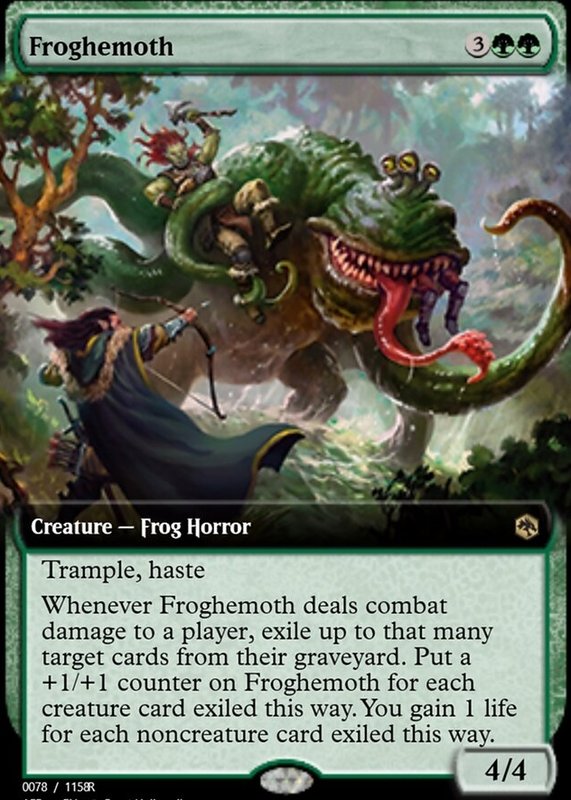 Froghemoth 3
Creature — Frog Horror
Trample, haste
Whenever Froghemoth deals combat
damage to a player, exile up to that many
target cards from their graveyard. Put a
+1/+1 counter on Froghemoth for each
creature card exiled this way. You gain 1 life
for each noncreature card exiled this way.
4/4
0078 / 1158R